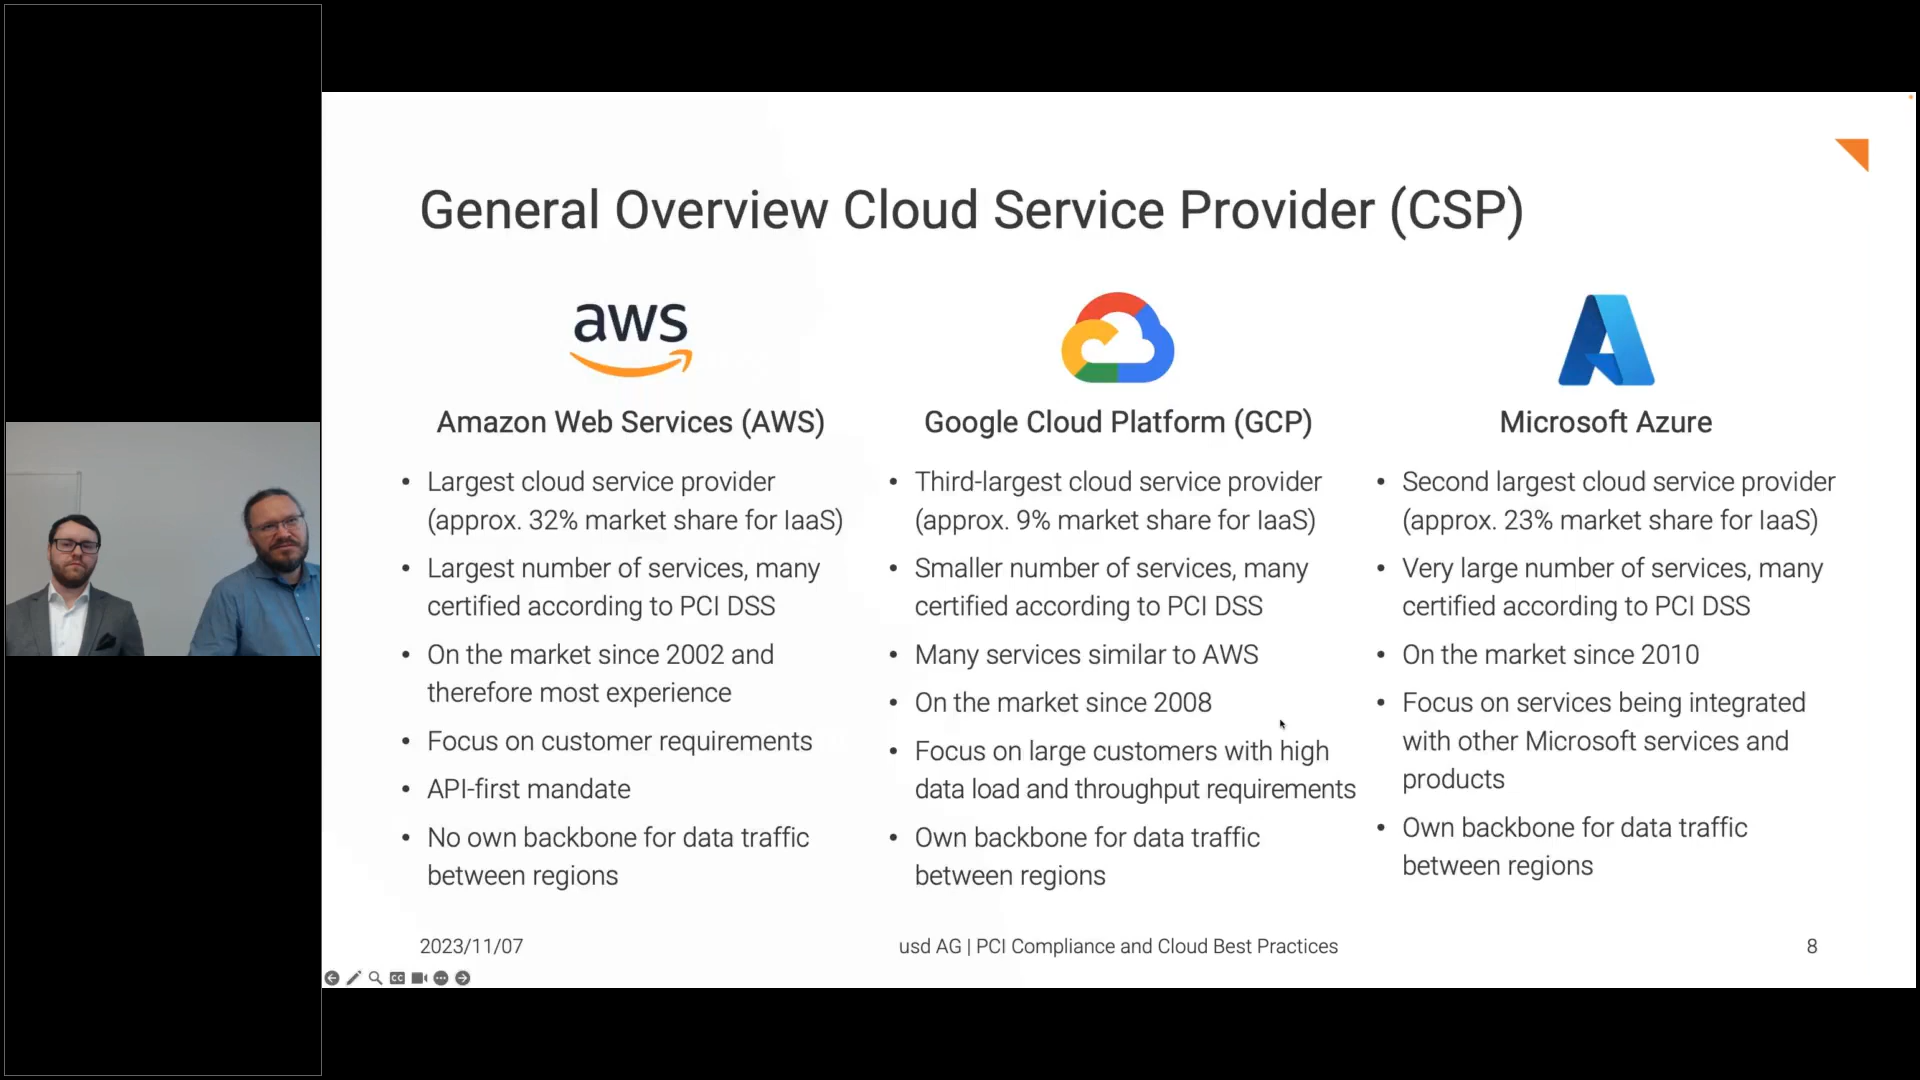 General Overview Cloud Service Provider (CSP)
aws
Amazon Web Services (AWS)
• Largest cloud service provider
(approx. 32% market share for IaaS)
• Largest number of services, many
certified according to PCI DSS
• On the market since 2002 and
therefore most experience
• Focus on customer requirements
• API-first mandate
• No own backbone for data traffic
between regions
Google Cloud Platform (GCP)
• Third-largest cloud service provider
(approx. 9% market share for IaaS)
• Smaller number of services, many
certified according to PCI DSS
• Many services similar to AWS
• On the market since 2008
• Focus on large customers with high
data load and throughput requirements
• Own backbone for data traffic
between regions
Microsoft Azure
• Second largest cloud service provider
(approx. 23% market share for IaaS)
• Very large number of services, many
certified according to PCI DSS
• On the market since 2010
• Focus on services being integrated
with other Microsoft services and
products
• Own backbone for data traffic
between regions
2023/11/07
usd AG | PCI Compliance and Cloud Best Practices
8
CC